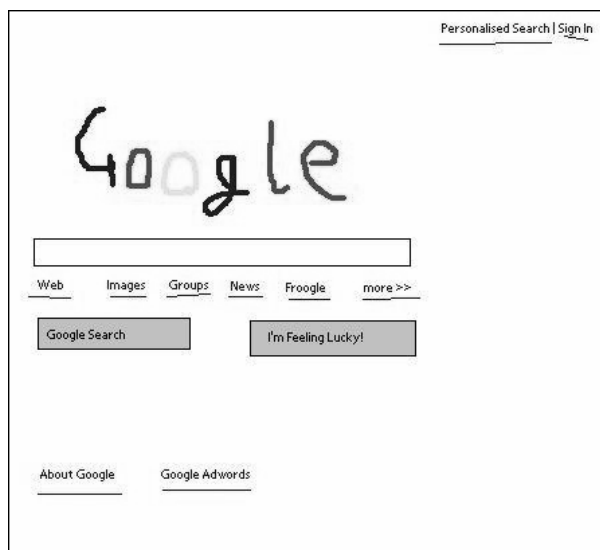 Personalised Search | Sign In
Google
Web Images Groups News Froogle more >>
Google Search I'm Feeling Lucky!
About Google Google Adwords